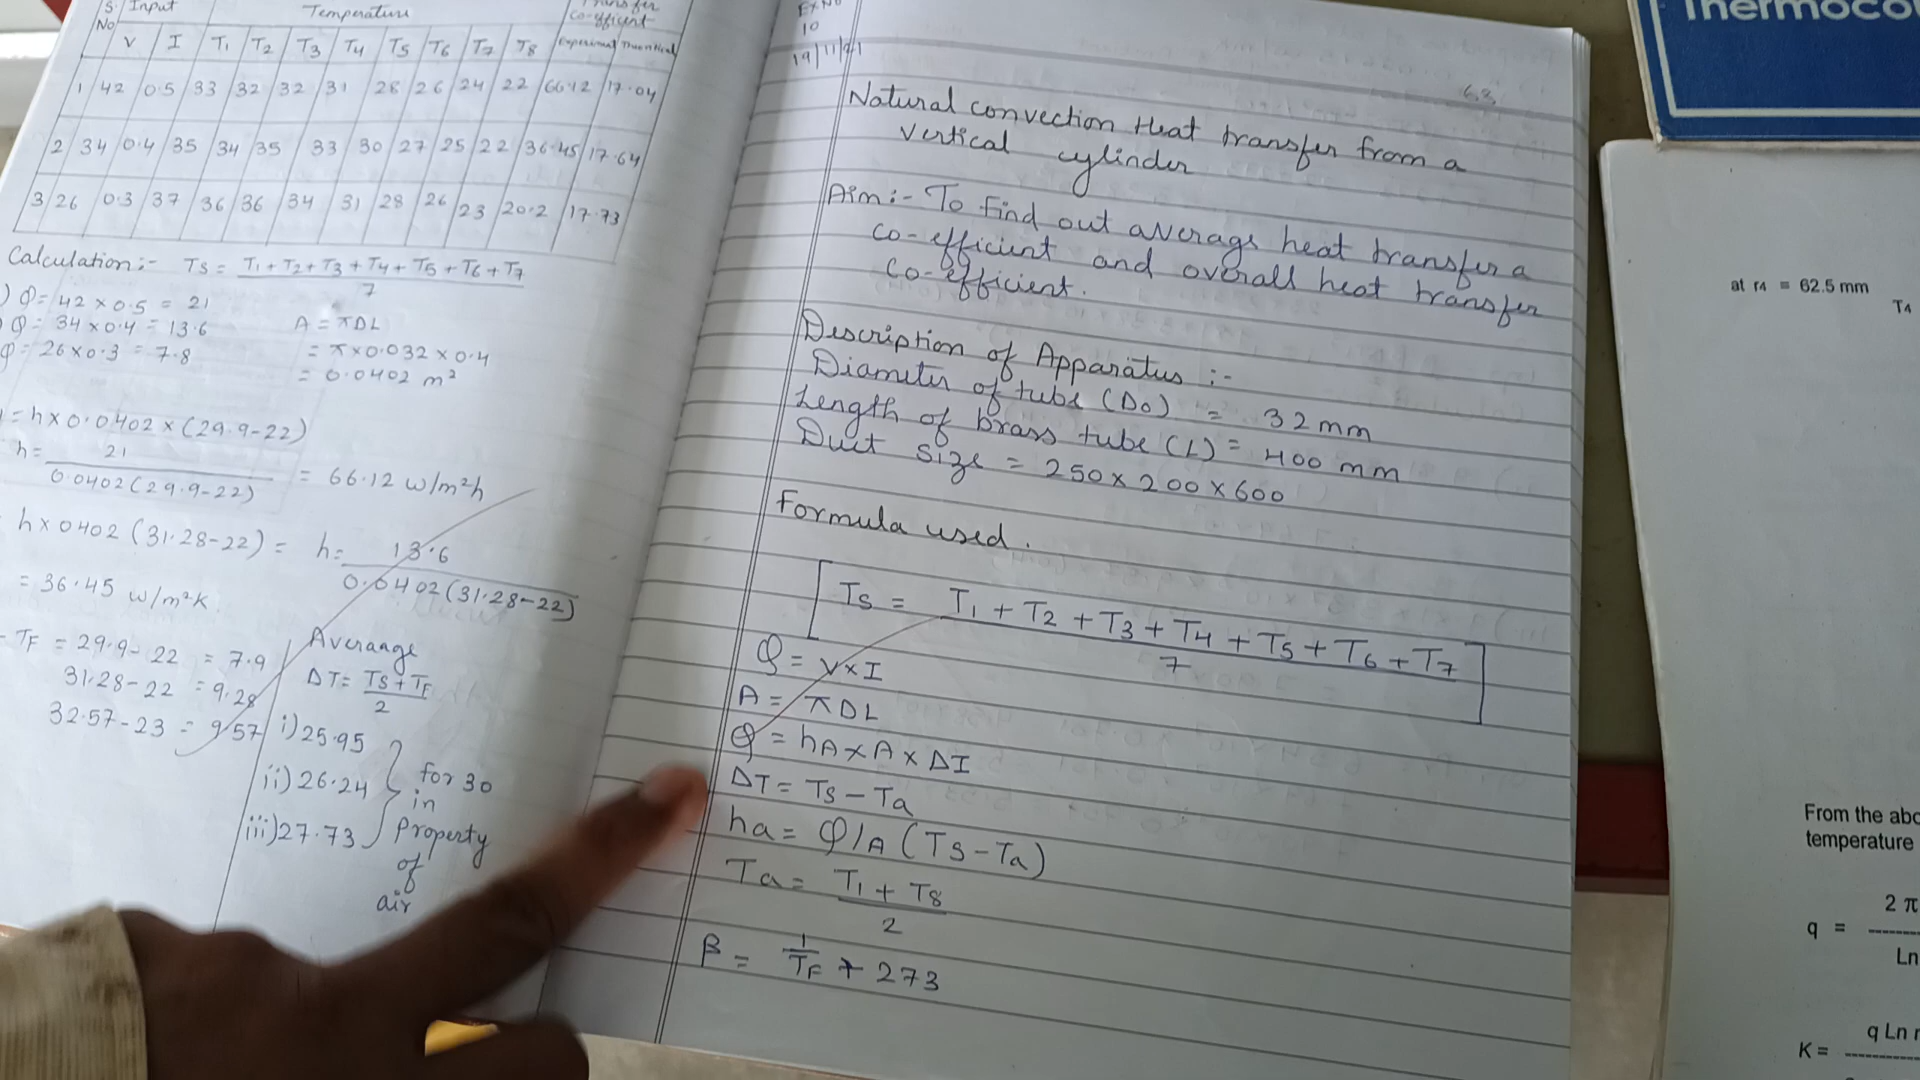 S.
No
Input
Temperature
Co-efficient
V I T1 T2 T3 T4 T5 T6 T7 T8 Experimental Theoritical
1 42 0.5 33 32 32 31 28 26 24 22 66.12 17.04
2 34 0.4 35 34 35 33 30 27 25 22 36.45 17.64
3 26 0.3 37 36 36 34 31 28 26 23 20.2 17.73
Calculation:- Ts = T1+T2+T3+T4+T5+T6+T7
7
) Q= 42 × 0.5 = 21
) Q= 34×0.4 = 13.6
Q= 26×0.3 = 7.8
A = πDL
= π×0.032×0.4
= 0.0402 m²
= h×0.0402×(29.9-22)
h= 21
0.0402(29.9-22)
= 66.12 w/m²h
h×0402(31.28-22) = h= 13.6
0.0402(31.28-22)
= 36.45 w/m²K
- TF = 29.9-22 = 7.9
31.28-22 = 9.28
32.57-23 = 9.57
Averange
ΔT= Ts+TF
2
i) 25.95
ii) 26.24
iii) 27.73
for 30
in
Property
of
air
Ex.No
10
19/11/21
Natural convection Heat transfer from a
Vertical cylinder
Aim:- To find out average heat transfer a
co-efficient and overall heat transfer
co-efficient.
Description of Apparatus :-
Diameter of tube (Do) = 32 mm
Length of brass tube (L) = 400 mm
Duct Size = 250×200×600
Formula used.
Ts = T1 + T2 + T3 + T4 + T5 + T6 + T7
7
Q = V×I
A = πDL
Q = hA×A×ΔI
ΔT = Ts - Ta
ha = Q/A (Ts-Ta)
Ta = T1 + T8
2
β = 1/TF + 273
Thermocou
at r4 = 62.5 mm
T4
From the abo
temperature
2 π
q =
Ln
q Ln r
K =